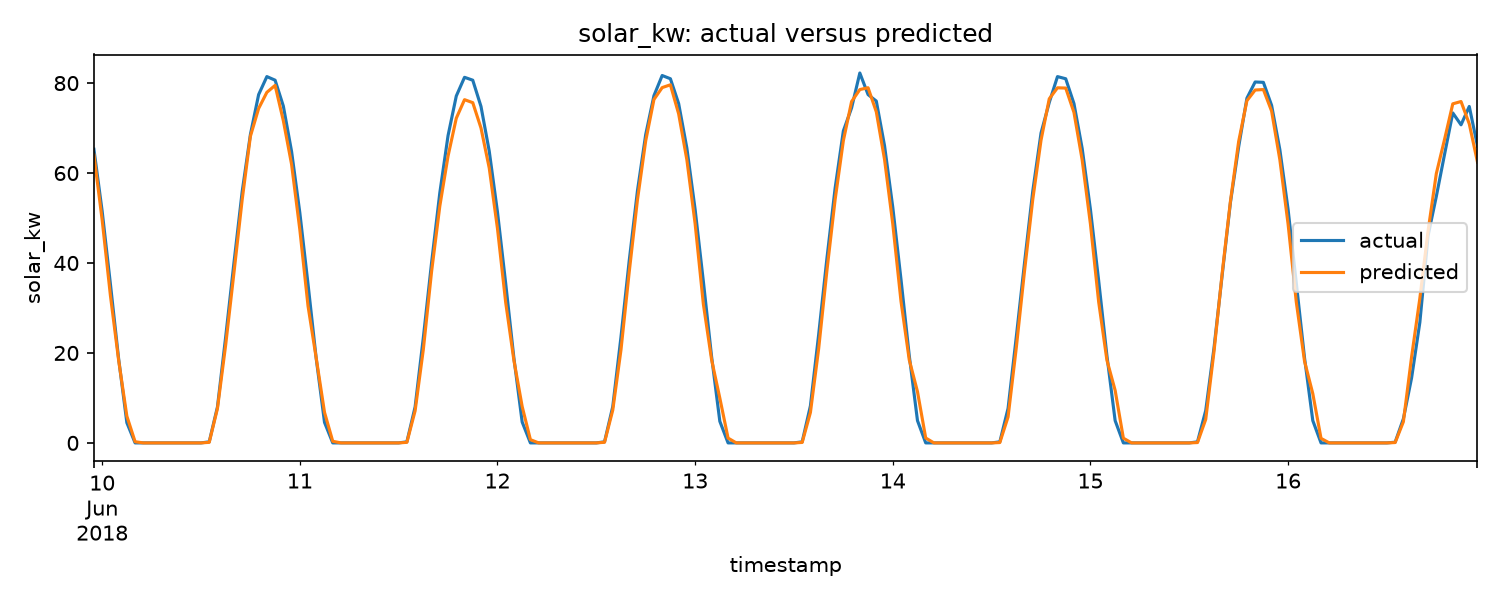 solar_kw: actual versus predicted
80
60
40
20
0
solar_kw
actual
predicted
10 11 12 13 14 15 16
Jun
2018
timestamp